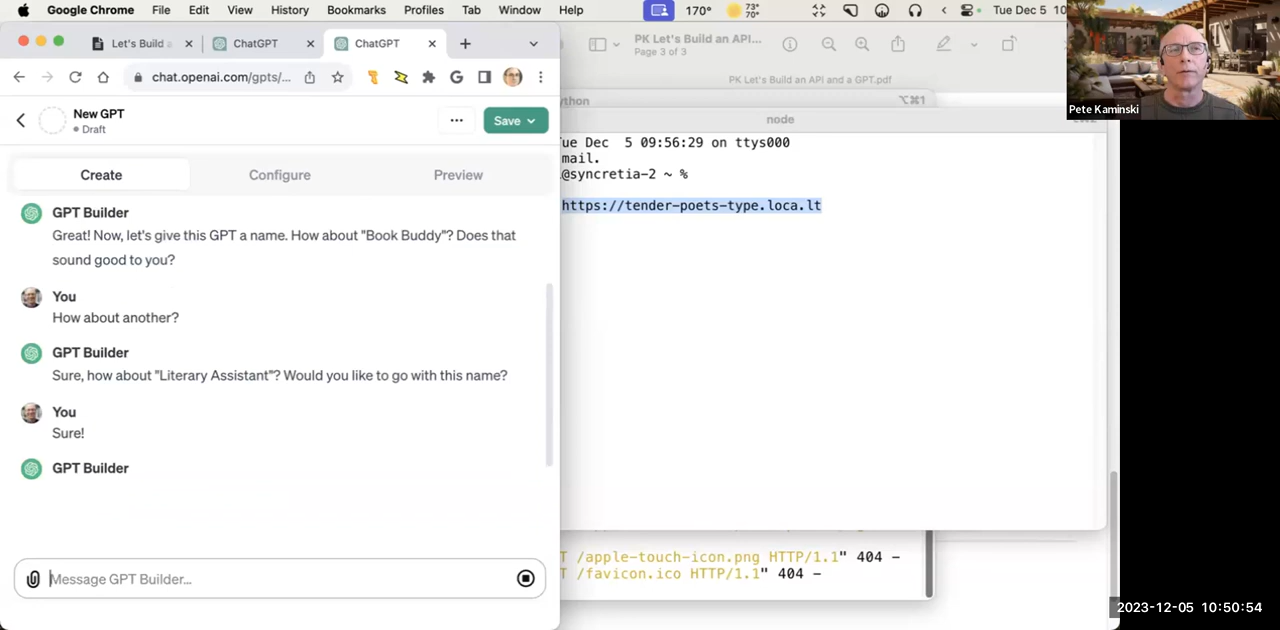 Google Chrome File Edit View History Bookmarks Profiles Tab Window Help 170° 73° 70° Tue Dec 5 10
Let's Build a
ChatGPT
ChatGPT
chat.openai.com/gpts/...
New GPT
Draft
Save
Create Configure Preview
GPT Builder
Great! Now, let's give this GPT a name. How about "Book Buddy"? Does that
sound good to you?
You
How about another?
GPT Builder
Sure, how about "Literary Assistant"? Would you like to go with this name?
You
Sure!
GPT Builder
Message GPT Builder...
PK Let's Build an API...
Page 3 of 3
PK Let's Build an API and a GPT.pdf
ython ⌥⌘1
node
Tue Dec  5 09:56:29 on ttys000
mail.
@syncretia-2 ~ %
https://tender-poets-type.loca.lt
T /apple-touch-icon.png HTTP/1.1" 404 -
T /favicon.ico HTTP/1.1" 404 -
Pete Kaminski
2023-12-05 10:50:54